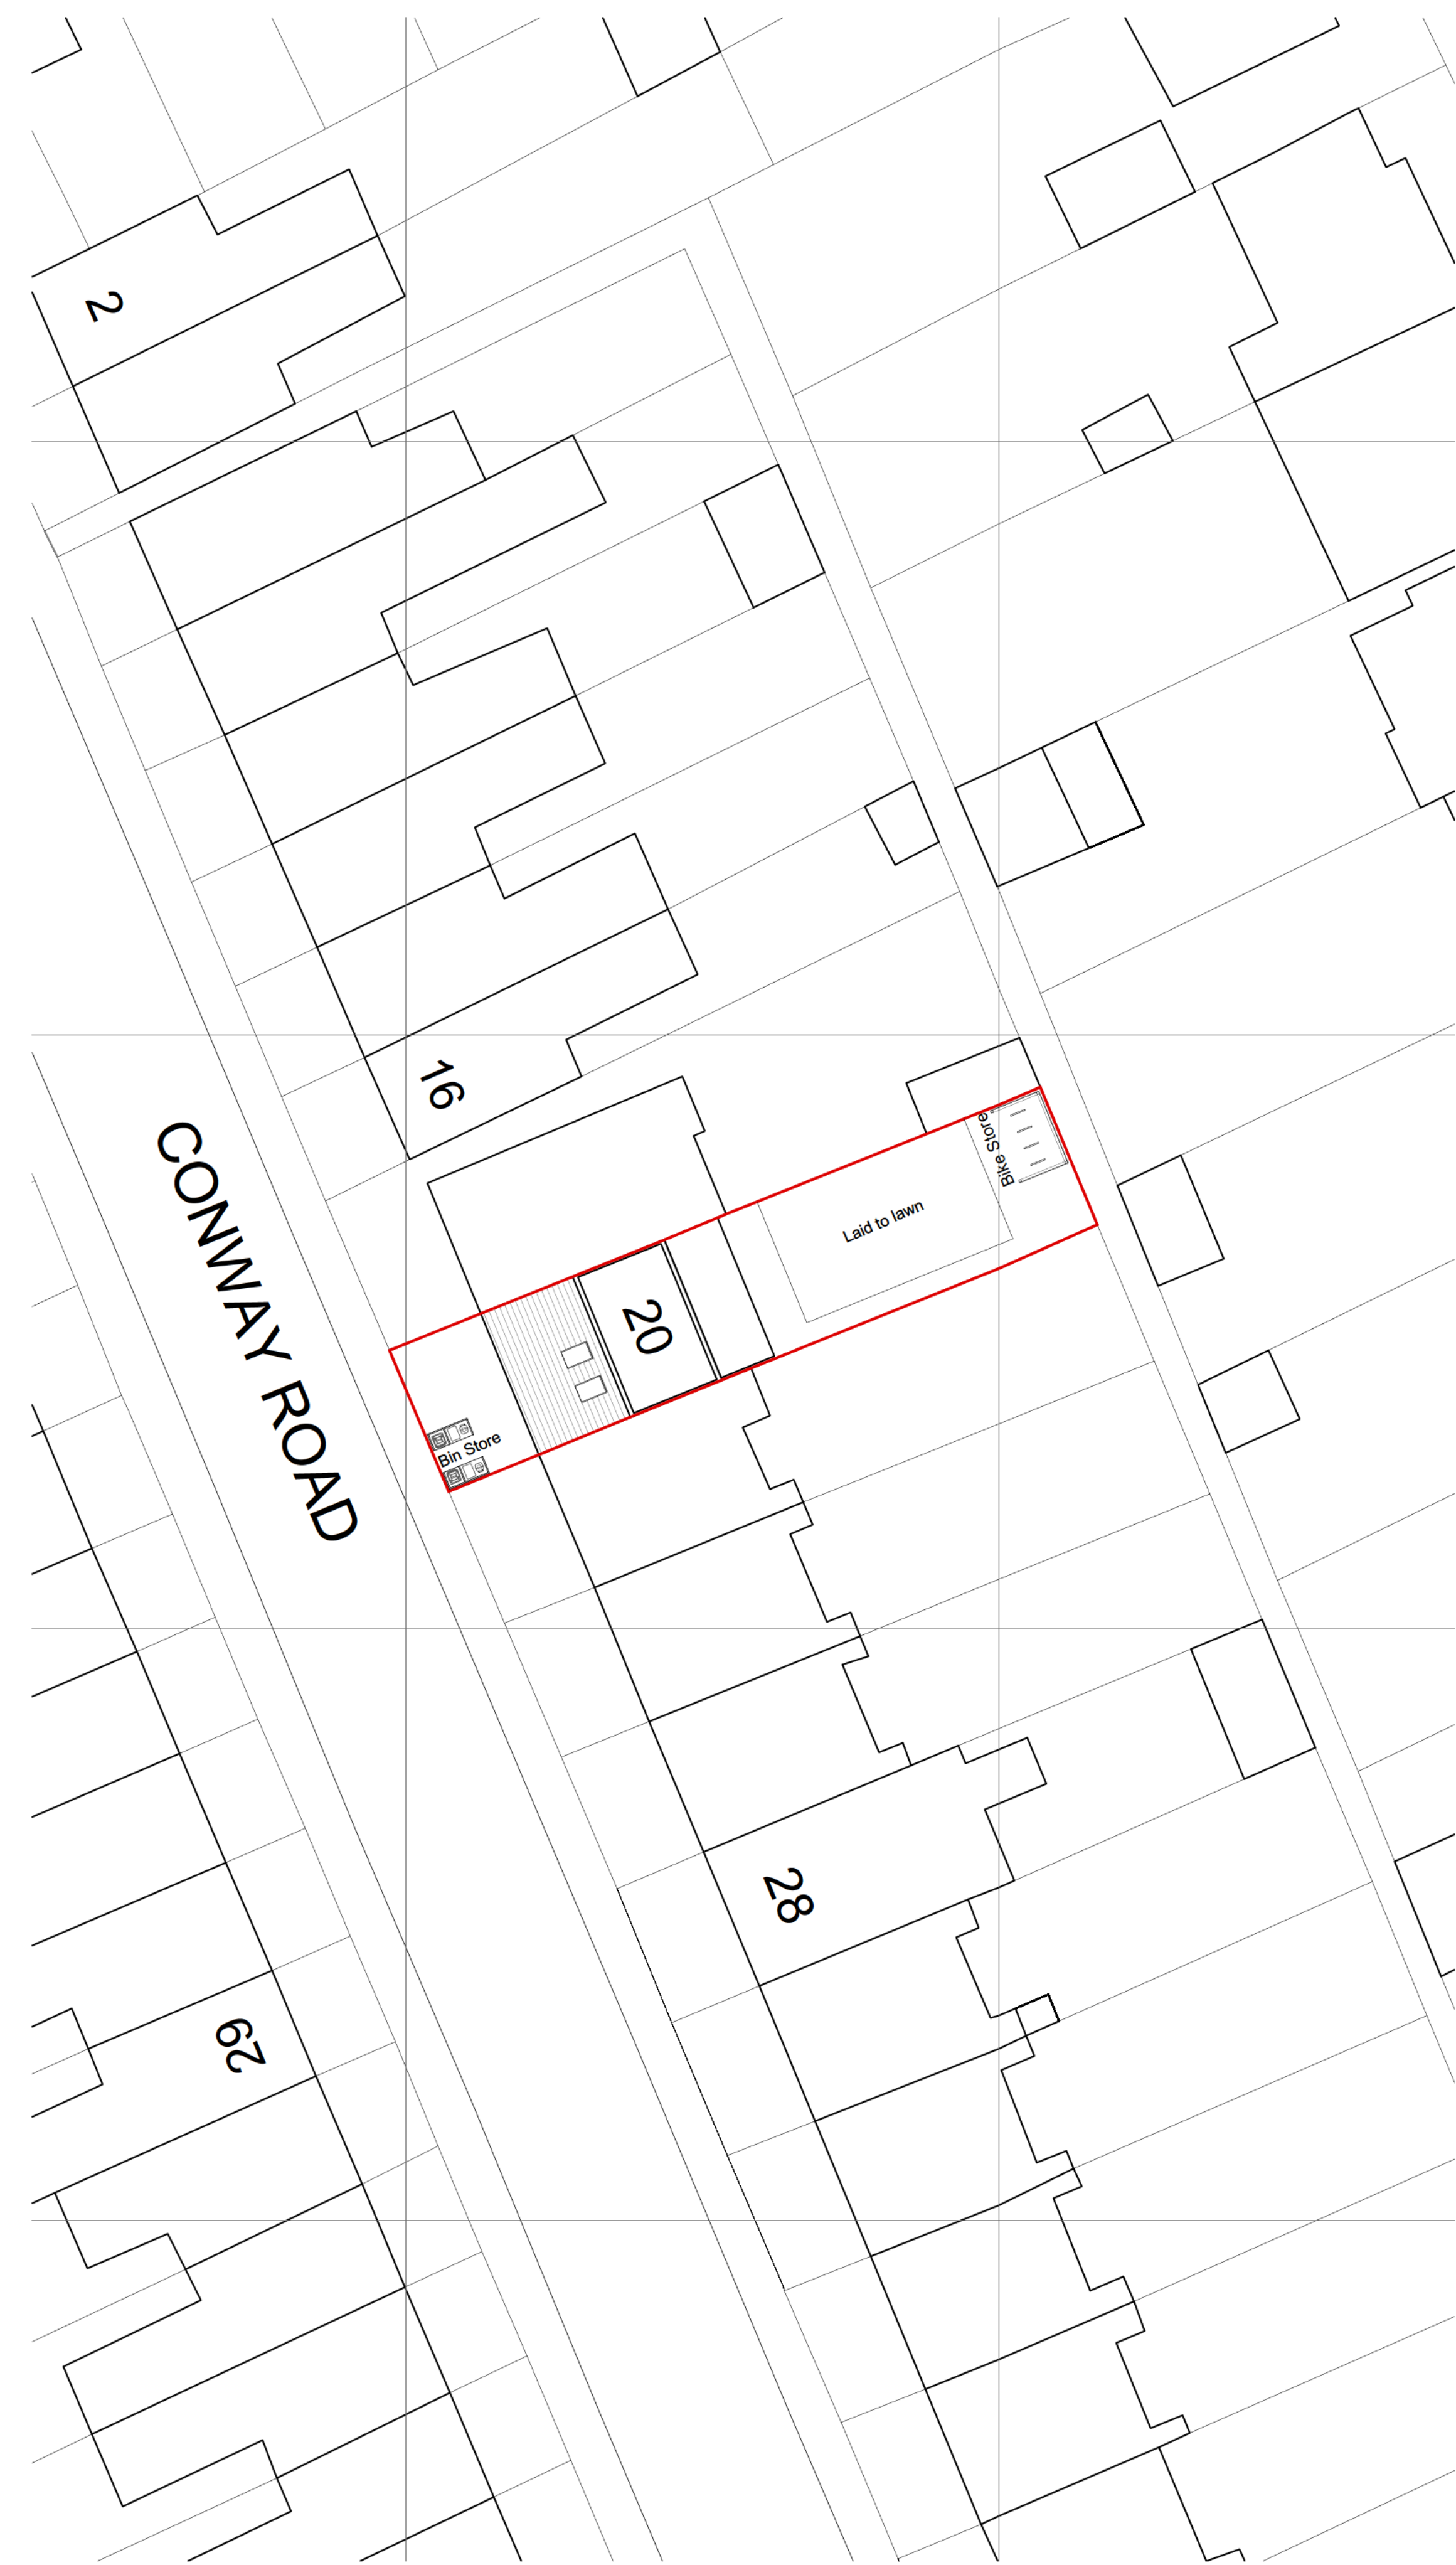 2
16
CONWAY ROAD
Bike Store
Laid to lawn
20
Bin Store
28
29